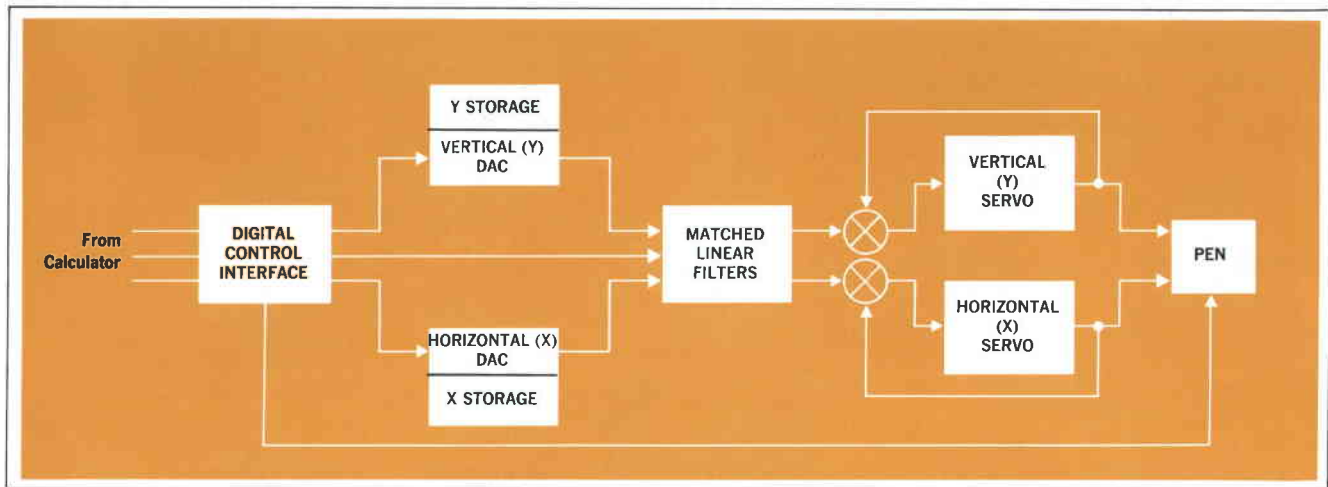 From
Calculator
DIGITAL
CONTROL
INTERFACE
Y STORAGE
VERTICAL (Y)
DAC
HORIZONTAL (X)
DAC
X STORAGE
MATCHED
LINEAR
FILTERS
VERTICAL
(Y)
SERVO
HORIZONTAL
(X)
SERVO
PEN